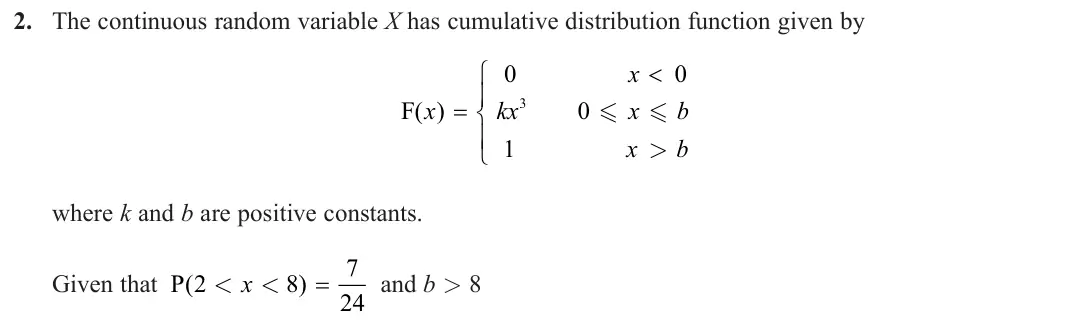 2. The continuous random variable X has cumulative distribution function given by
0 x < 0
F(x) = { kx³ 0 ⩽ x ⩽ b
1 x > b
where k and b are positive constants.
Given that P(2 < x < 8) = 7/24 and b > 8